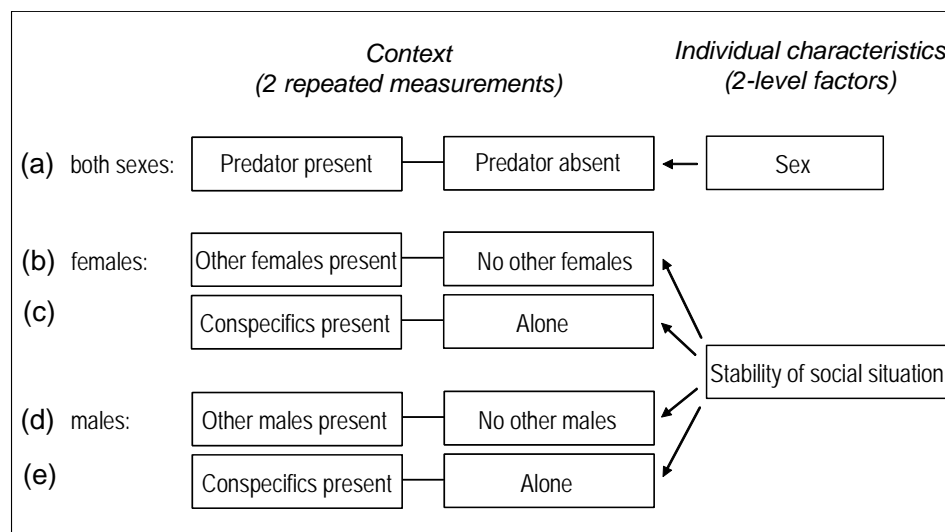 Context
(2 repeated measurements)
Individual characteristics
(2-level factors)
(a) both sexes: Predator present Predator absent Sex
(b) females: Other females present No other females
(c) Conspecifics present Alone
Stability of social situation
(d) males: Other males present No other males
(e) Conspecifics present Alone